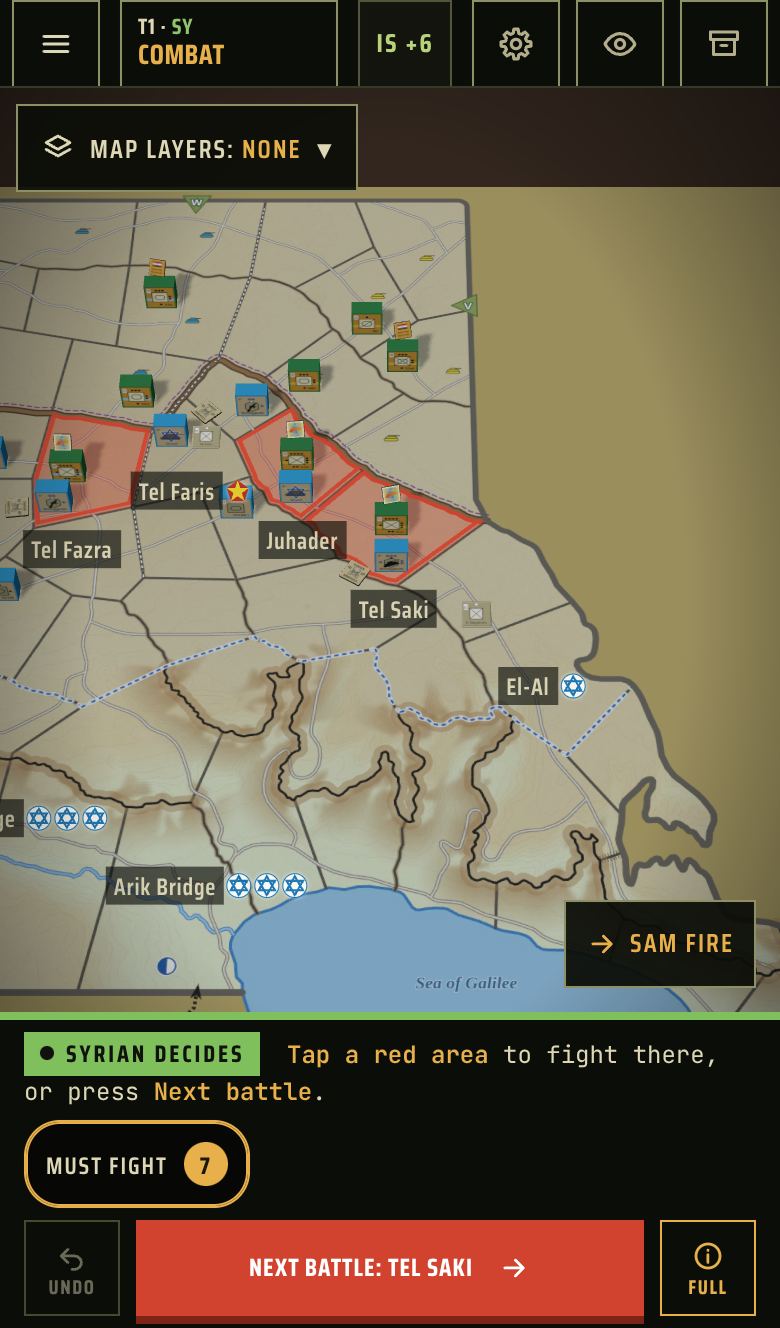 T1 · SY
COMBAT
IS +6
MAP LAYERS: NONE ▼
W
V
Tel Faris
Tel Fazra
Juhader
Tel Saki
El-Al
ge
Arik Bridge
Sea of Galilee
→ SAM FIRE
SYRIAN DECIDES Tap a red area to fight there,
or press Next battle.
MUST FIGHT 7
UNDO
NEXT BATTLE: TEL SAKI →
FULL